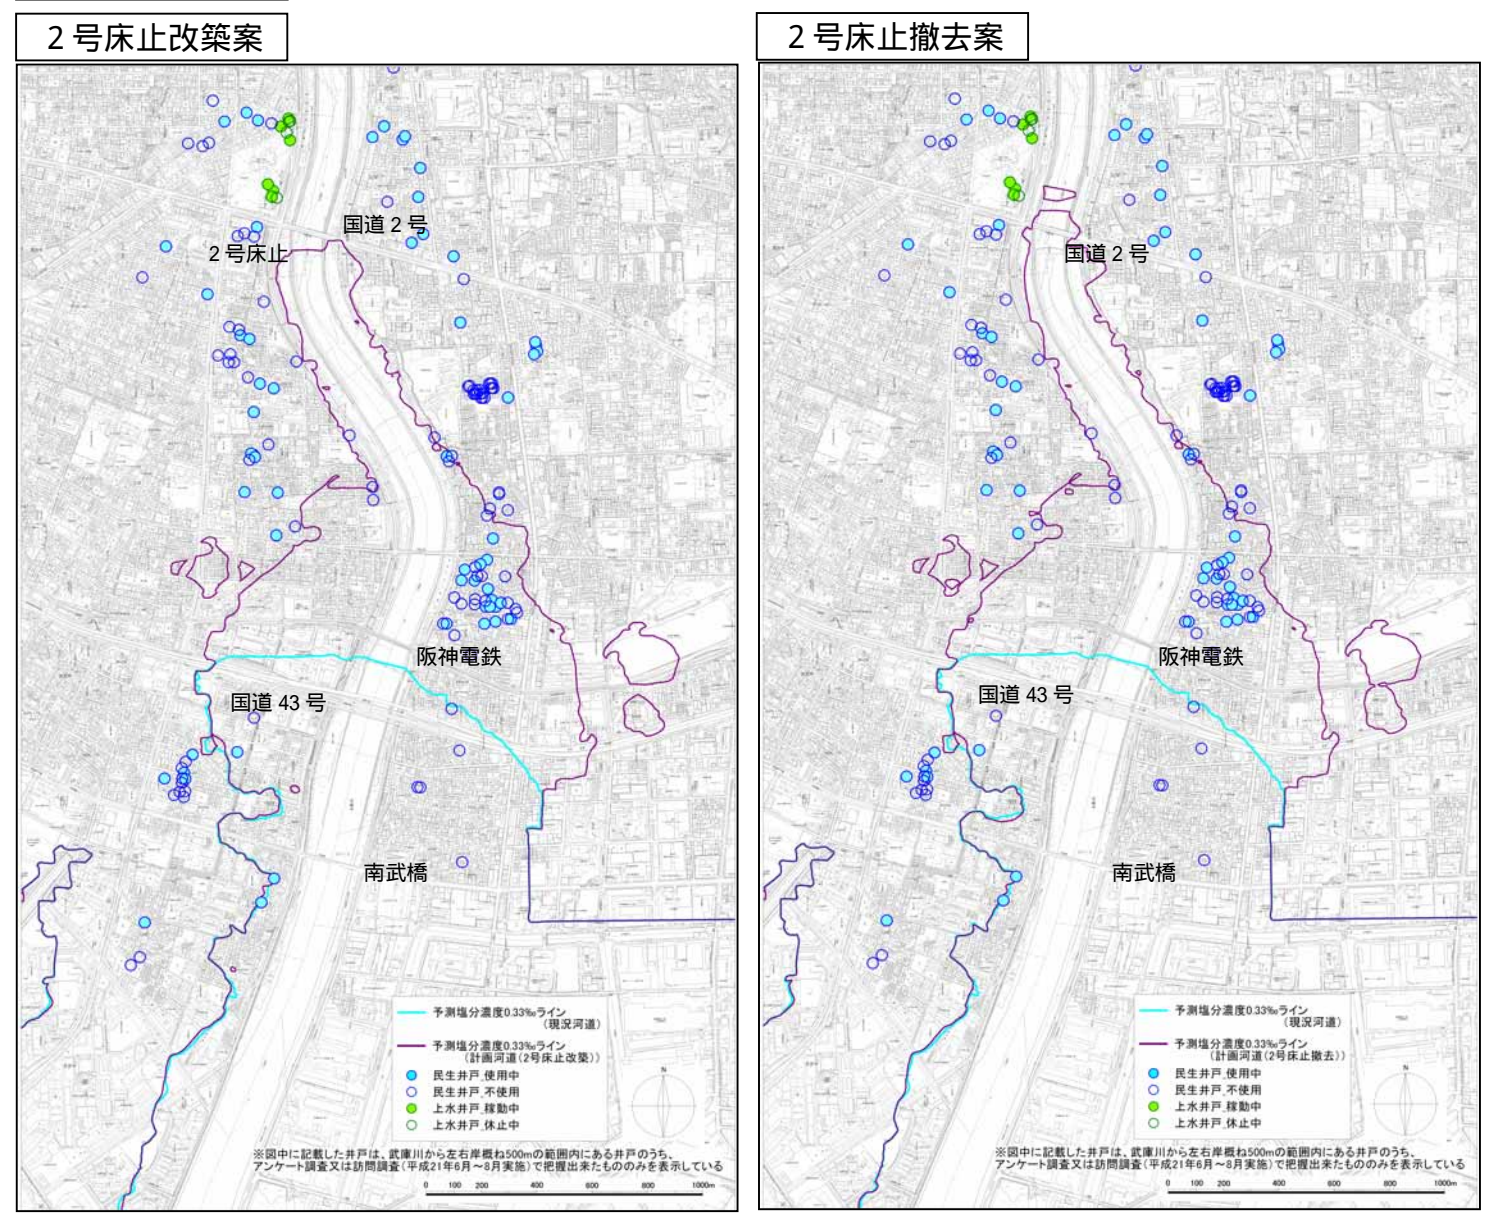 2号床止改築案
国道2号
2号床止
阪神電鉄
国道43号
南武橋
予測塩分濃度0.33‰ライン
(現況河道)
予測塩分濃度0.33‰ライン
(計画河道(2号床止改築))
民生井戸_使用中
民生井戸_不使用
上水井戸_稼動中
上水井戸_休止中
N
※図中に記載した井戸は、武庫川から左右岸概ね500mの範囲内にある井戸のうち、
アンケート調査又は訪問調査(平成21年6月~8月実施)で把握出来たもののみを表示している
0 100 200 400 600 800 1000m
2号床止撤去案
国道2号
阪神電鉄
国道43号
南武橋
予測塩分濃度0.33‰ライン
(現況河道)
予測塩分濃度0.33‰ライン
(計画河道(2号床止撤去))
民生井戸_使用中
民生井戸_不使用
上水井戸_稼動中
上水井戸_休止中
N
※図中に記載した井戸は、武庫川から左右岸概ね500mの範囲内にある井戸のうち、
アンケート調査又は訪問調査(平成21年6月~8月実施)で把握出来たもののみを表示している
0 100 200 400 600 800 1000m